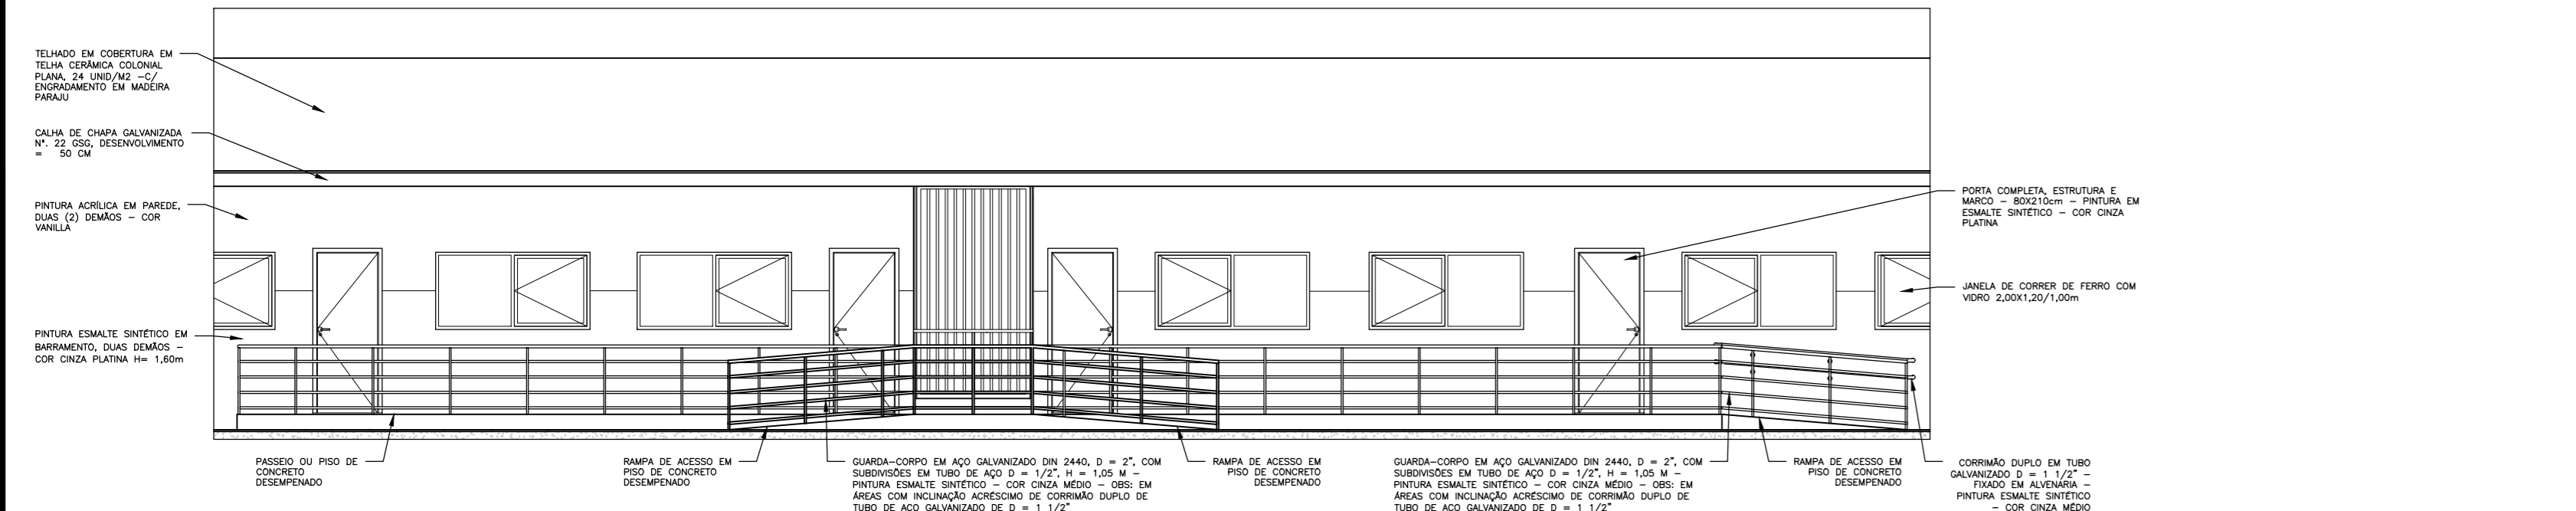 TELHADO EM COBERTURA EM
TELHA CERÂMICA COLONIAL
PLANA, 24 UNID/M2 –C/
ENGRADAMENTO EM MADEIRA
PARAJU
CALHA DE CHAPA GALVANIZADA
N°. 22 GSG, DESENVOLVIMENTO
= 50 CM
PINTURA ACRÍLICA EM PAREDE,
DUAS (2) DEMÃOS – COR
VANILLA
PINTURA ESMALTE SINTÉTICO EM
BARRAMENTO, DUAS DEMÃOS –
COR CINZA PLATINA H= 1,60m
PORTA COMPLETA, ESTRUTURA E
MARCO – 80X210cm – PINTURA EM
ESMALTE SINTÉTICO – COR CINZA
PLATINA
JANELA DE CORRER DE FERRO COM
VIDRO 2,00X1,20/1,00m
PASSEIO OU PISO DE
CONCRETO
DESEMPENADO
RAMPA DE ACESSO EM
PISO DE CONCRETO
DESEMPENADO
GUARDA–CORPO EM AÇO GALVANIZADO DIN 2440, D = 2", COM
SUBDIVISÕES EM TUBO DE AÇO D = 1/2", H = 1,05 M –
PINTURA ESMALTE SINTÉTICO – COR CINZA MÉDIO – OBS: EM
ÁREAS COM INCLINAÇÃO ACRÉSCIMO DE CORRIMÃO DUPLO DE
TUBO DE AÇO GALVANIZADO DE D = 1 1/2"
RAMPA DE ACESSO EM
PISO DE CONCRETO
DESEMPENADO
GUARDA–CORPO EM AÇO GALVANIZADO DIN 2440, D = 2", COM
SUBDIVISÕES EM TUBO DE AÇO D = 1/2", H = 1,05 M –
PINTURA ESMALTE SINTÉTICO – COR CINZA MÉDIO – OBS: EM
ÁREAS COM INCLINAÇÃO ACRÉSCIMO DE CORRIMÃO DUPLO DE
TUBO DE AÇO GALVANIZADO DE D = 1 1/2"
RAMPA DE ACESSO EM
PISO DE CONCRETO
DESEMPENADO
CORRIMÃO DUPLO EM TUBO
GALVANIZADO D = 1 1/2" –
FIXADO EM ALVENARIA –
PINTURA ESMALTE SINTÉTICO
– COR CINZA MÉDIO